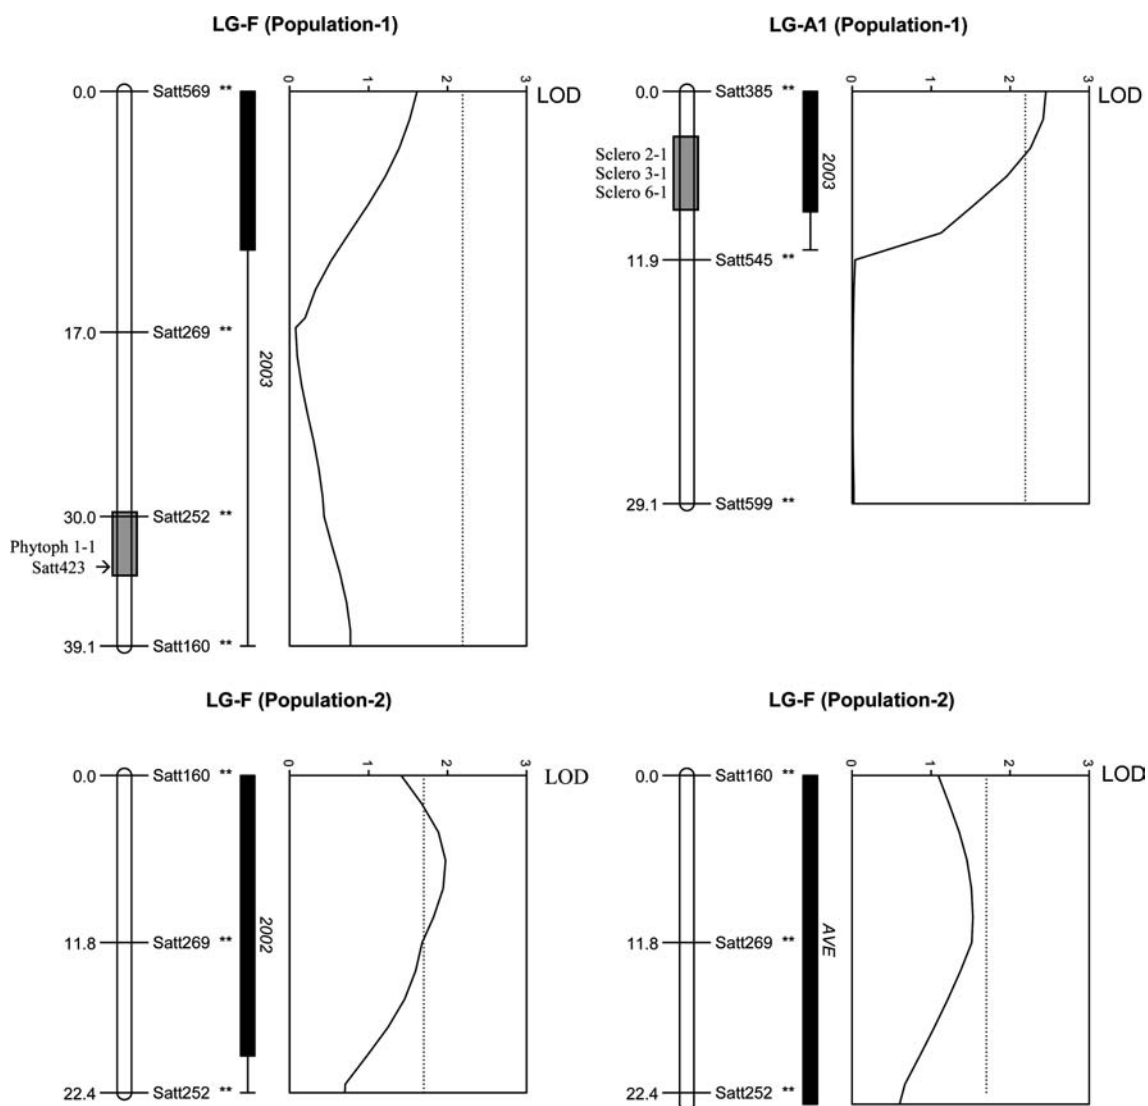 LG-F (Population-1)
0 1 2 3 LOD
0.0 Satt569 **
17.0 Satt269 **
2003
30.0 Satt252 **
Phytoph 1-1
Satt423
39.1 Satt160 **
LG-A1 (Population-1)
0 1 2 3 LOD
0.0 Satt385 **
Sclero 2-1
Sclero 3-1
Sclero 6-1
2003
11.9 Satt545 **
29.1 Satt599 **
LG-F (Population-2)
0 1 2 3 LOD
0.0 Satt160 **
11.8 Satt269 **
2002
22.4 Satt252 **
LG-F (Population-2)
0 1 2 3 LOD
0.0 Satt160 **
11.8 Satt269 **
AVE
22.4 Satt252 **